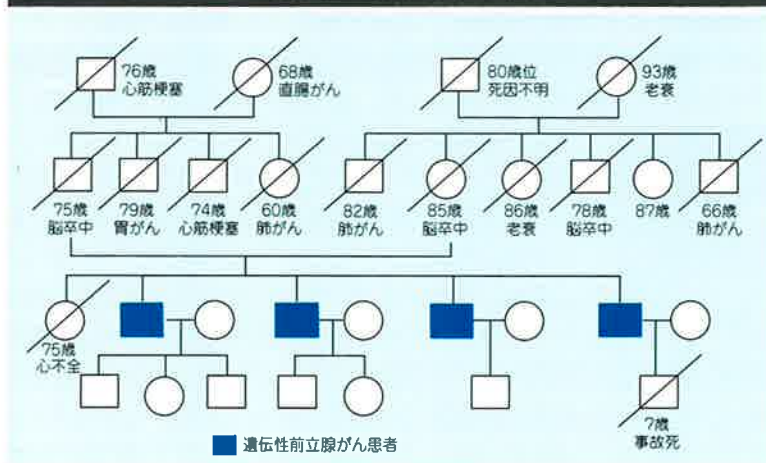 76歳
心筋梗塞
68歳
直腸がん
80歳位
死因不明
93歳
老衰
75歳
脳卒中
79歳
胃がん
74歳
心筋梗塞
60歳
肺がん
82歳
肺がん
85歳
脳卒中
86歳
老衰
78歳
脳卒中
87歳
66歳
肺がん
75歳
心不全
7歳
事故死
遺伝性前立腺がん患者